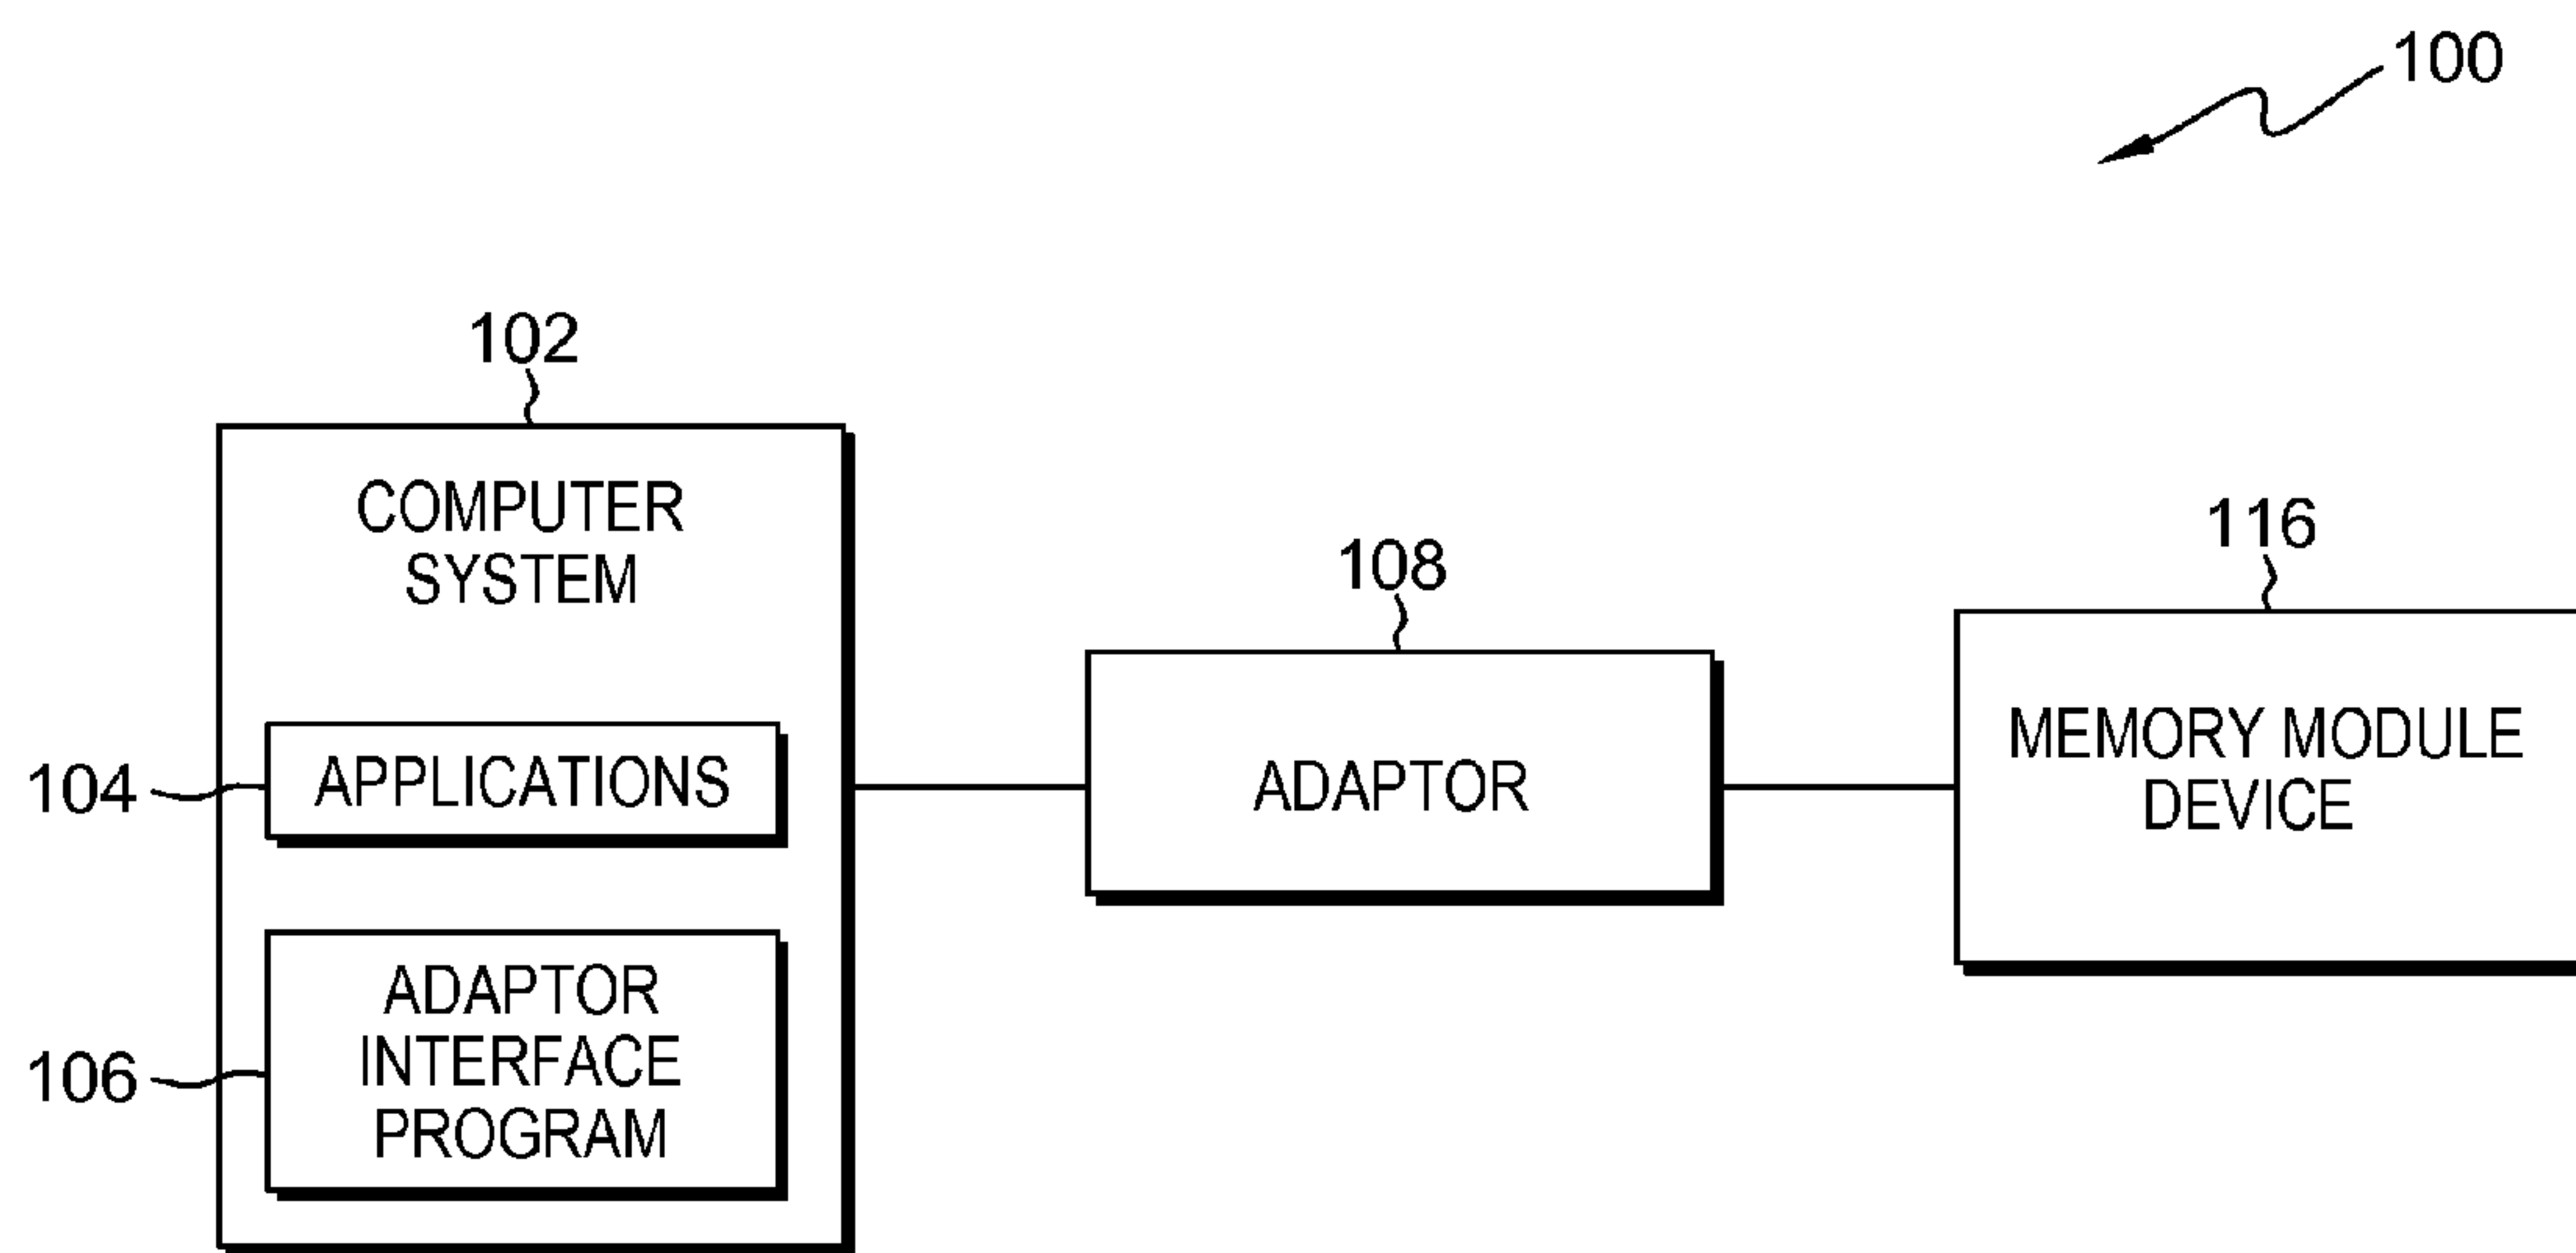 100
102
COMPUTER
SYSTEM
104
APPLICATIONS
106
ADAPTOR
INTERFACE
PROGRAM
108
ADAPTOR
116
MEMORY MODULE
DEVICE